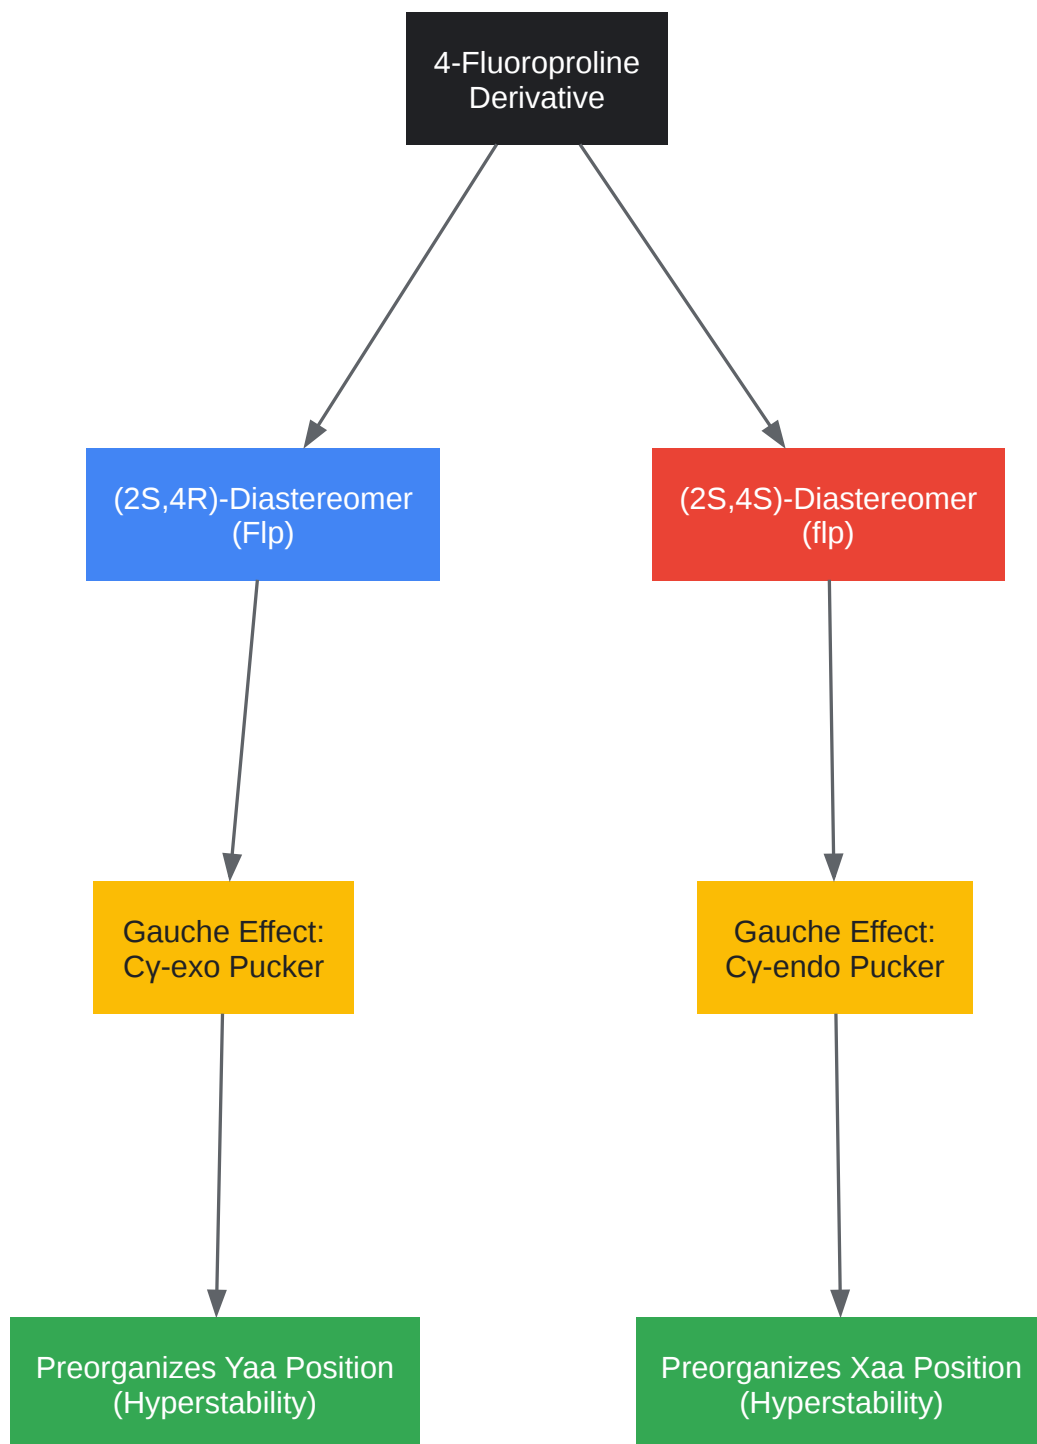 4-Fluoroproline
Derivative
(2S,4R)-Diastereomer
(Flp)
(2S,4S)-Diastereomer
(flp)
Gauche Effect:
Cγ-exo Pucker
Gauche Effect:
Cγ-endo Pucker
Preorganizes Yaa Position
(Hyperstability)
Preorganizes Xaa Position
(Hyperstability)